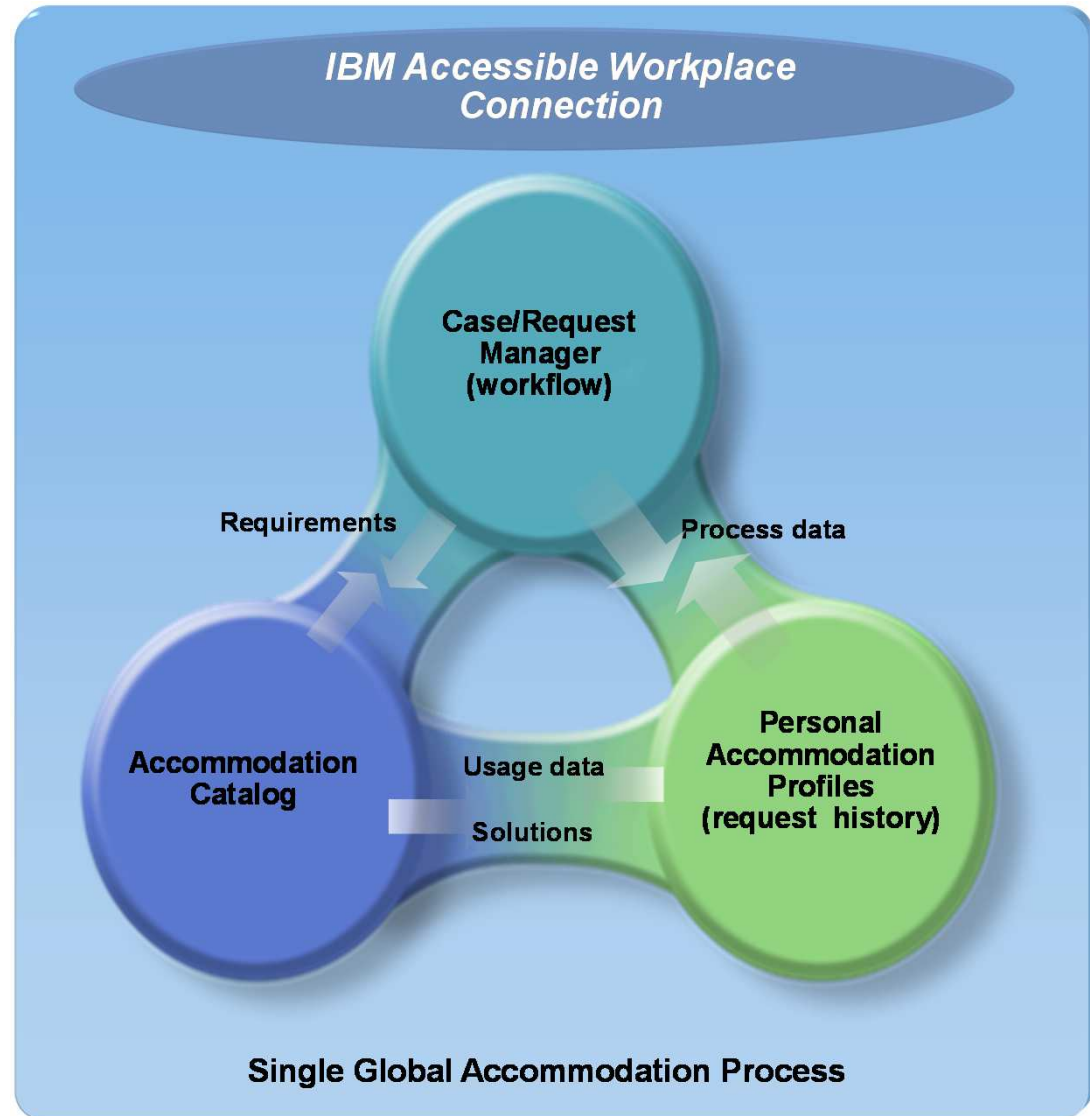 IBM Accessible Workplace
Connection
Case/Request
Manager
(workflow)
Requirements
Process data
Accommodation
Catalog
Usage data
Solutions
Personal
Accommodation
Profiles
(request history)
Single Global Accommodation Process